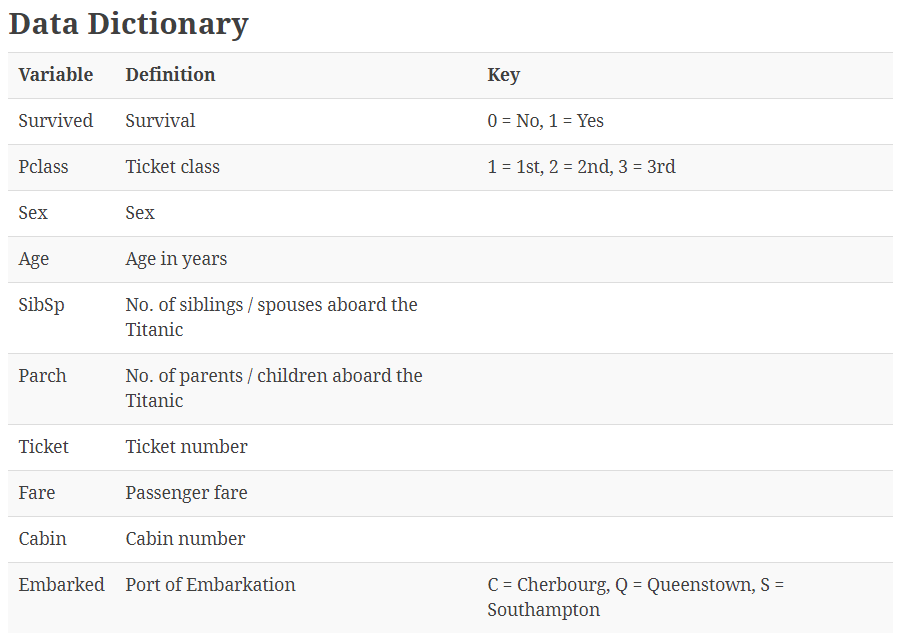 Data Dictionary
Variable Definition Key
Survived Survival 0 = No, 1 = Yes
Pclass Ticket class 1 = 1st, 2 = 2nd, 3 = 3rd
Sex Sex
Age Age in years
SibSp No. of siblings / spouses aboard the
Titanic
Parch No. of parents / children aboard the
Titanic
Ticket Ticket number
Fare Passenger fare
Cabin Cabin number
Embarked Port of Embarkation C = Cherbourg, Q = Queenstown, S =
Southampton